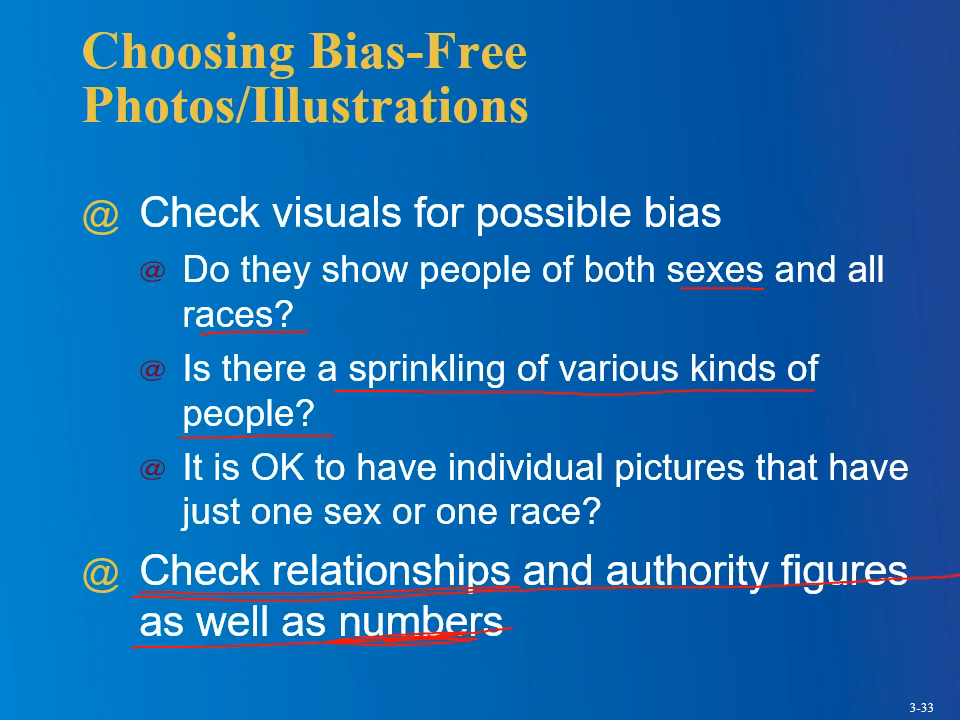 Choosing Bias-Free
Photos/Illustrations
@ Check visuals for possible bias
@ Do they show people of both sexes and all
races?
@ Is there a sprinkling of various kinds of
people?
@ It is OK to have individual pictures that have
just one sex or one race?
@ Check relationships and authority figures
as well as numbers
3-33